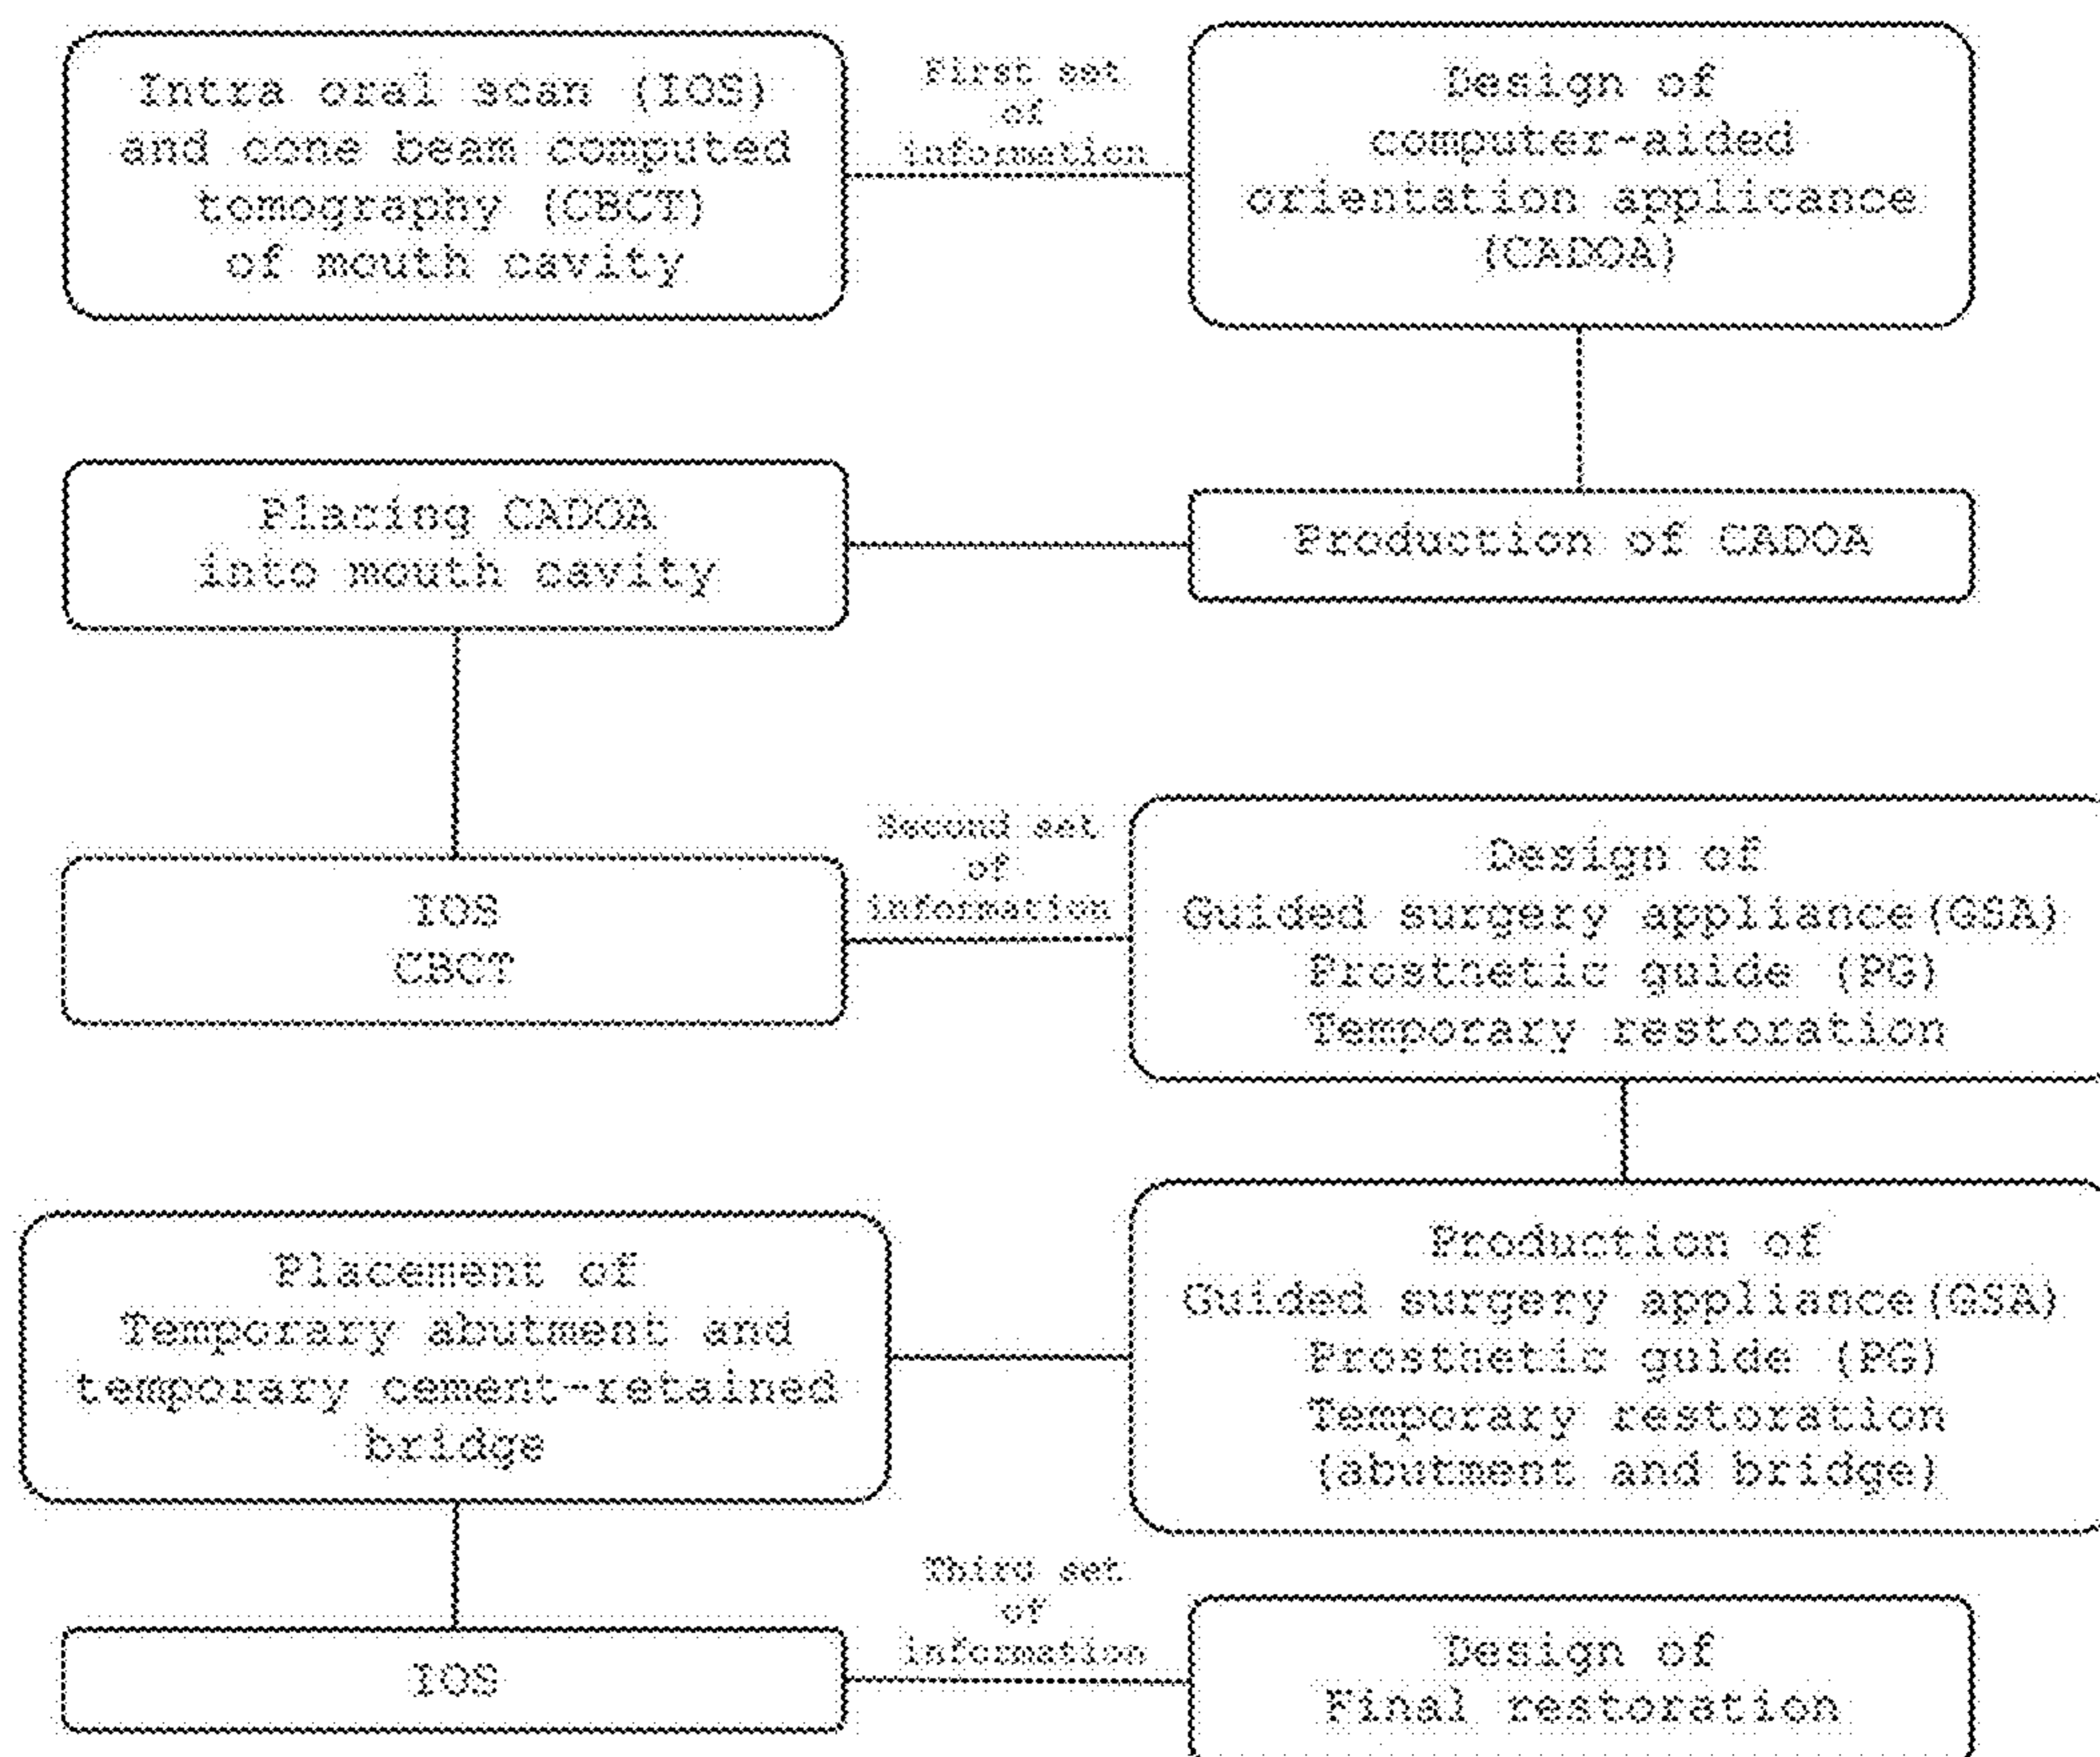 Intra oral scan (IOS)
and cone beam computed
tomography (CBCT)
of mouth cavity
First set
of
information
Design of
computer-aided
orientation applicance
(CADOA)
Placing CADOA
into mouth cavity
Production of CADOA
IOS
CBCT
Second set
of
information
Design of
Guided surgery appliance(GSA)
Prosthetic guide (PG)
Temporary restoration
Placement of
Temporary abutment and
temporary cement-retained
bridge
Production of
Guided surgery appliance(GSA)
Prosthetic guide (PG)
Temporary restoration
(abutment and bridge)
IOS
Third set
of
information
Design of
Final restoration